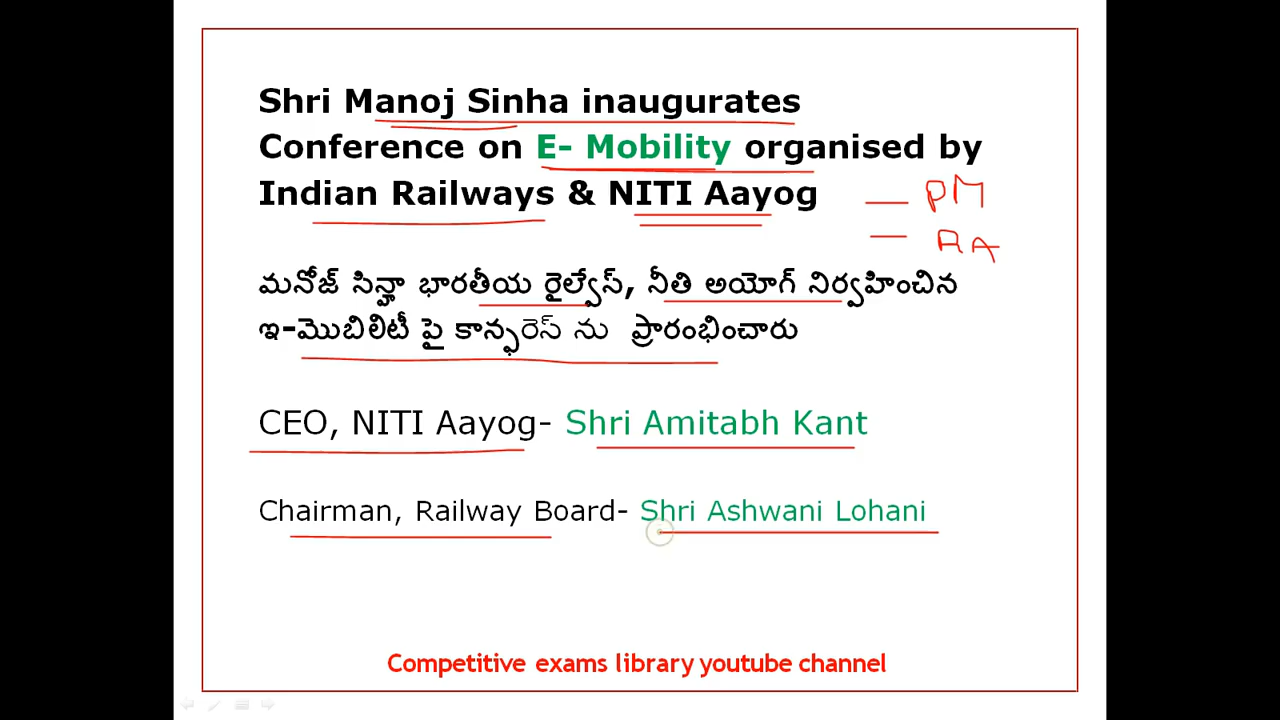 Shri Manoj Sinha inaugurates
Conference on E- Mobility organised by
Indian Railways & NITI Aayog
— PM
— RA
మనోజ్ సిన్హా భారతీయ రైల్వేస్, నీతి అయోగ్ నిర్వహించిన
ఇ-మొబిలిటీ పై కాన్ఫరెస్ ను ప్రారంభించారు
CEO, NITI Aayog- Shri Amitabh Kant
Chairman, Railway Board- Shri Ashwani Lohani
Competitive exams library youtube channel